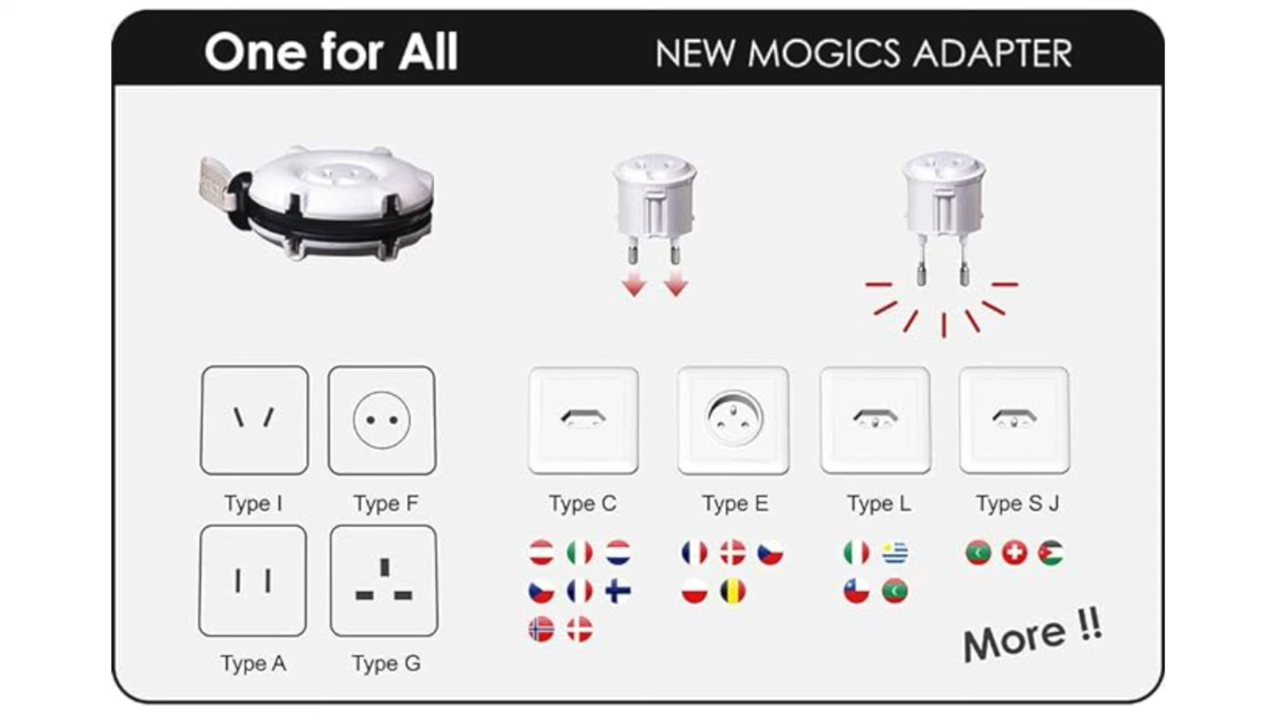 One for All
NEW MOGICS ADAPTER
Type I
Type F
Type C
Type E
Type L
Type S J
Type A
Type G
More !!